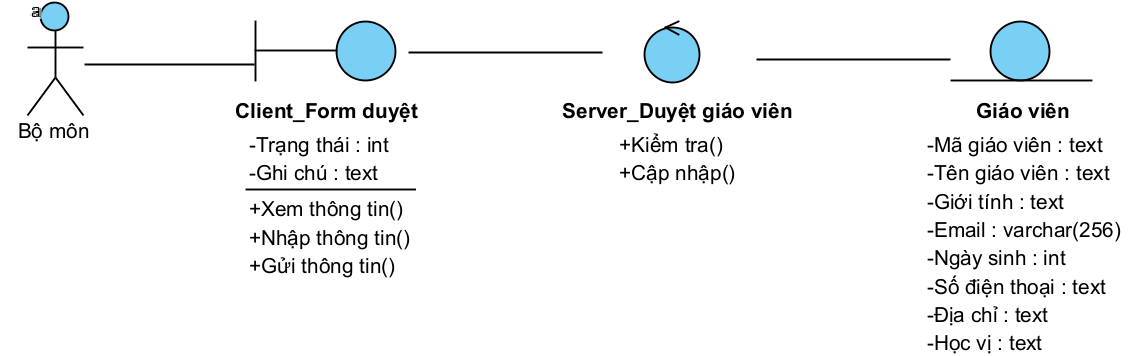 a
Bộ môn
Client_Form duyệt
-Trạng thái : int
-Ghi chú : text
+Xem thông tin()
+Nhập thông tin()
+Gửi thông tin()
Server_Duyệt giáo viên
+Kiểm tra()
+Cập nhập()
Giáo viên
-Mã giáo viên : text
-Tên giáo viên : text
-Giới tính : text
-Email : varchar(256)
-Ngày sinh : int
-Số điện thoại : text
-Địa chỉ : text
-Học vị : text